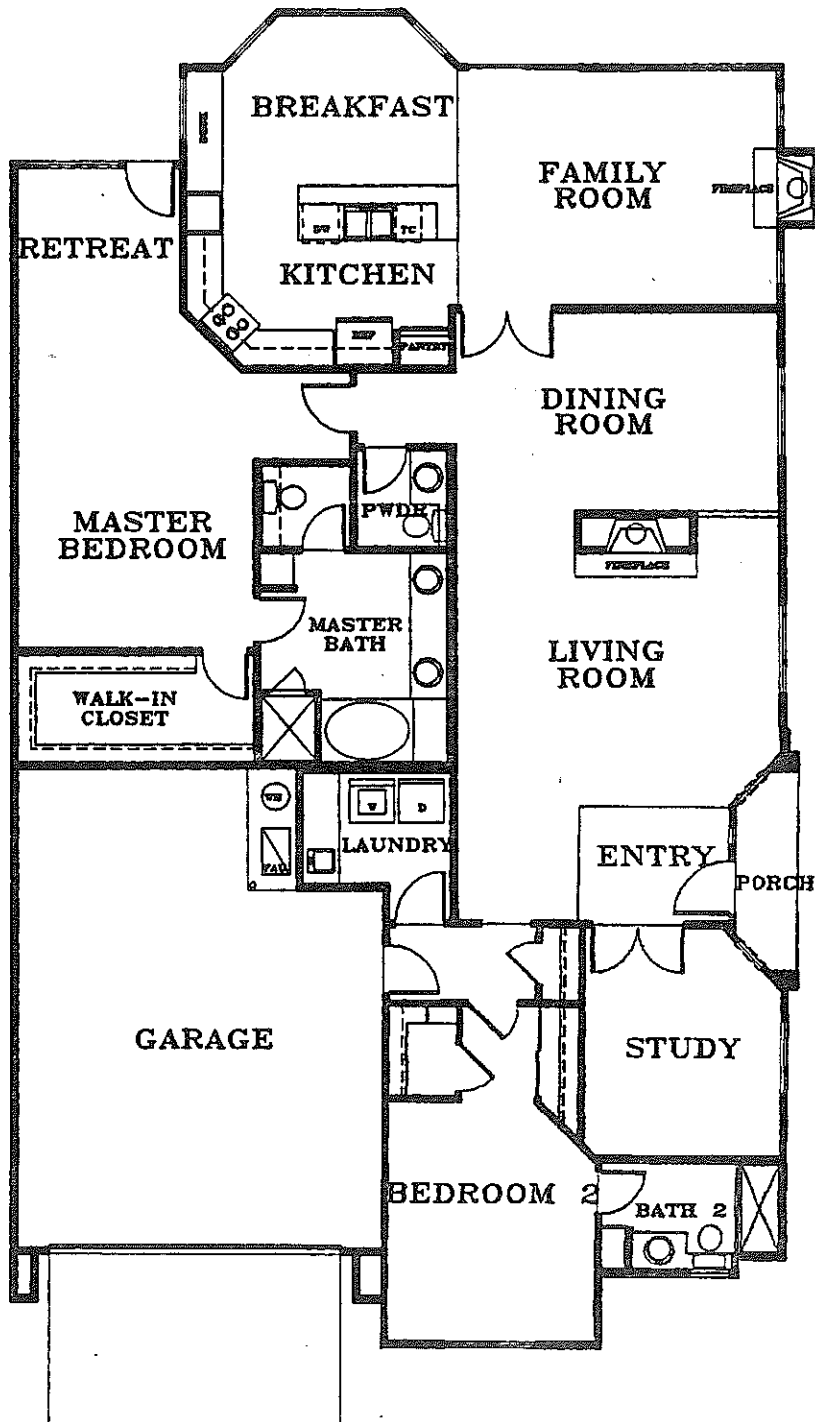 BREAKFAST
DESK
FAMILY
ROOM
FIREPLACE
RETREAT
DW
TC
KITCHEN
REF
PANTRY
DINING
ROOM
MASTER
BEDROOM
PWDR
FIREPLACE
MASTER
BATH
LIVING
ROOM
WALK-IN
CLOSET
WH
W
D
LAUNDRY
FAU
ENTRY
PORCH
GARAGE
STUDY
BEDROOM 2
BATH 2